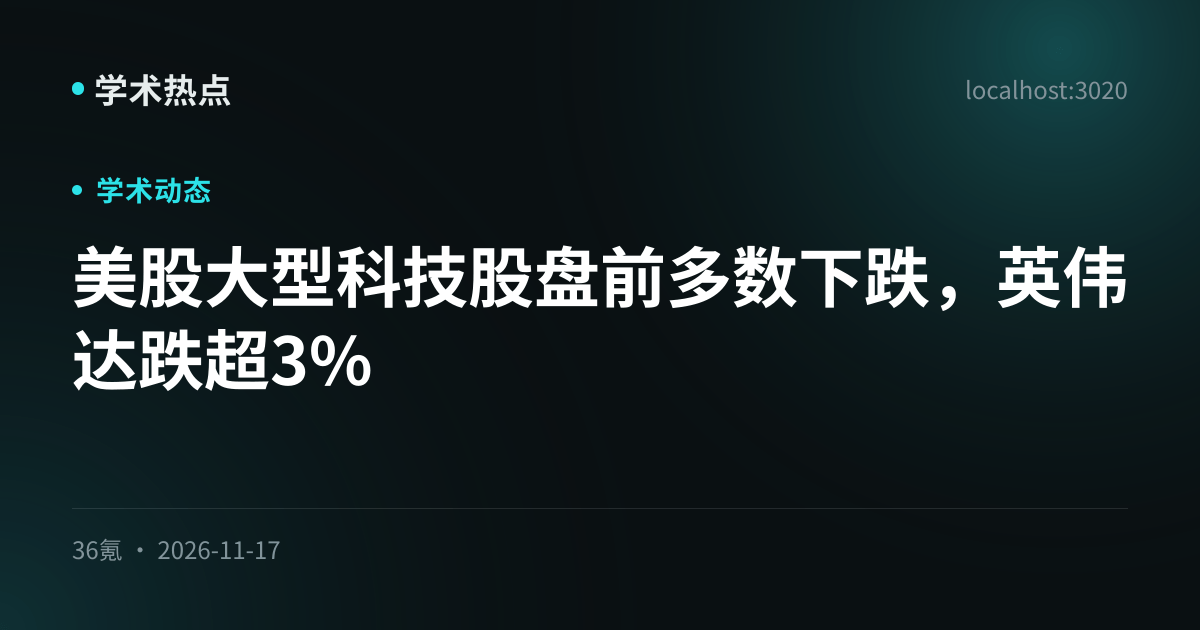 学术热点
localhost:3020
学术动态
美股大型科技股盘前多数下跌，英伟
达跌超3%
36氪 · 2026-11-17